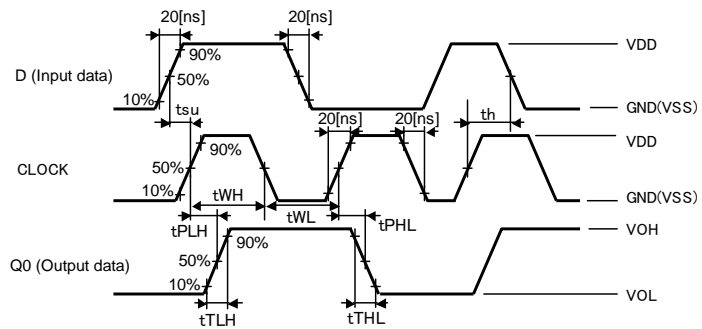 20[ns]
20[ns]
90%
VDD
D (Input data)
50%
10%
tsu
th
GND(VSS)
20[ns]
20[ns]
VDD
90%
CLOCK
50%
10%
tWH
tWL
GND(VSS)
tPLH
tPHL
VOH
90%
Q0 (Output data)
50%
10%
VOL
tTLH
tTHL